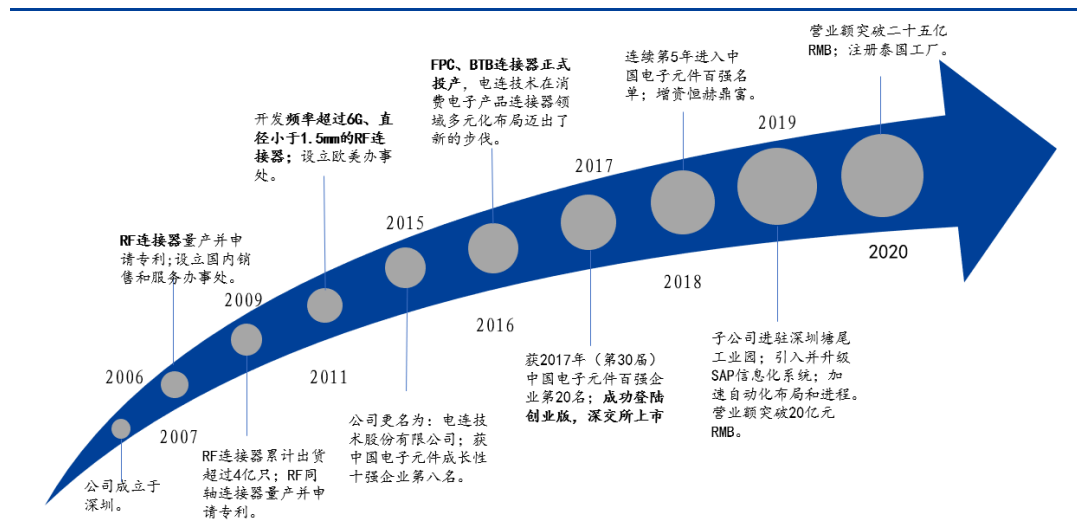 2006
公司成立于
深圳。
2007
RF连接器量产并申
请专利;设立国内销
售和服务办事处。
2009
RF连接器累计出货
超过4亿只；RF同
轴连接器量产并申
请专利。
2011
开发频率超过6G、直
径小于1.5mm的RF连
接器；设立欧美办事
处。
2015
公司更名为：电连技
术股份有限公司；获
中国电子元件成长性
十强企业第八名。
2016
FPC、BTB连接器正式
投产，电连技术在消
费电子产品连接器领
域多元化布局迈出了
新的步伐。
2017
获2017年（第30届）
中国电子元件百强企
业第20名；成功登陆
创业版，深交所上市
2018
连续第5年进入中
国电子元件百强名
单；增资恒赫鼎富。
2019
子公司进驻深圳塘尾
工业园；引入并升级
SAP信息化系统；加
速自动化布局和进程。
营业额突破20亿元
RMB。
2020
营业额突破二十五亿
RMB；注册泰国工厂。